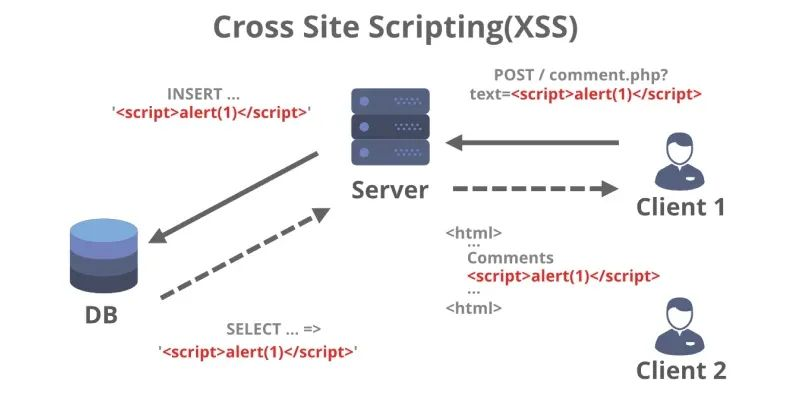 Cross Site Scripting(XSS)
INSERT ...
'<script>alert(1)</script>'
POST / comment.php?
text=<script>alert(1)</script>
Server
Client 1
<html>
...
Comments
<script>alert(1)</script>
...
<html>
DB
SELECT ... =>
'<script>alert(1)</script>'
Client 2